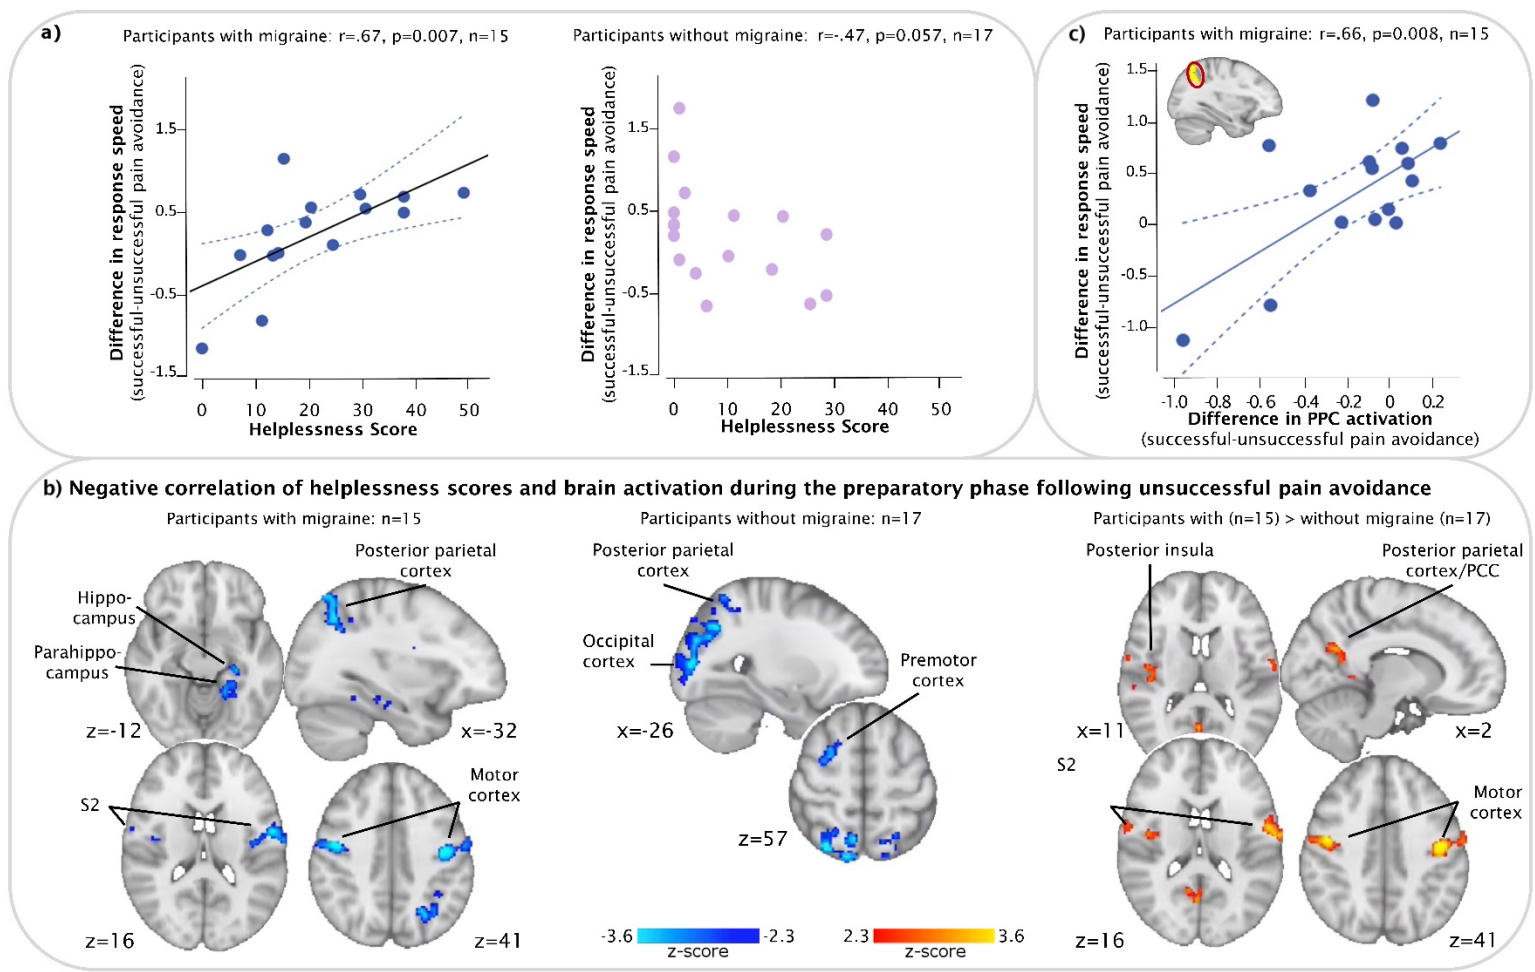 a)
Participants with migraine: r=.67, p=0.007, n=15
Difference in response speed
(successful-unsuccessful pain avoidance)
1.5
0.5
-0.5
-1.5
0 10 20 30 40 50
Helplessness Score
Participants without migraine: r=-.47, p=0.057, n=17
Difference in response speed
(successful-unsuccessful pain avoidance)
1.5
0.5
-0.5
-1.5
0 10 20 30 40 50
Helplessness Score
c)
Participants with migraine: r=.66, p=0.008, n=15
Difference in response speed
(successful-unsuccessful pain avoidance)
1.5
1.0
0.5
0
-0.5
-1.0
-1.0 -0.8 -0.6 -0.4 -0.2 0 0.2
Difference in PPC activation
(successful-unsuccessful pain avoidance)
b) Negative correlation of helplessness scores and brain activation during the preparatory phase following unsuccessful pain avoidance
Participants with migraine: n=15
Posterior parietal
cortex
Hippo-
campus
Parahippo-
campus
z=-12
x=-32
S2
Motor
cortex
z=16
z=41
Participants without migraine: n=17
Posterior parietal
cortex
Occipital
cortex
Premotor
cortex
x=-26
z=57
-3.6
-2.3
z-score
2.3
3.6
z-score
Participants with (n=15) > without migraine (n=17)
Posterior insula
Posterior parietal
cortex/PCC
x=11
x=2
S2
Motor
cortex
z=16
z=41